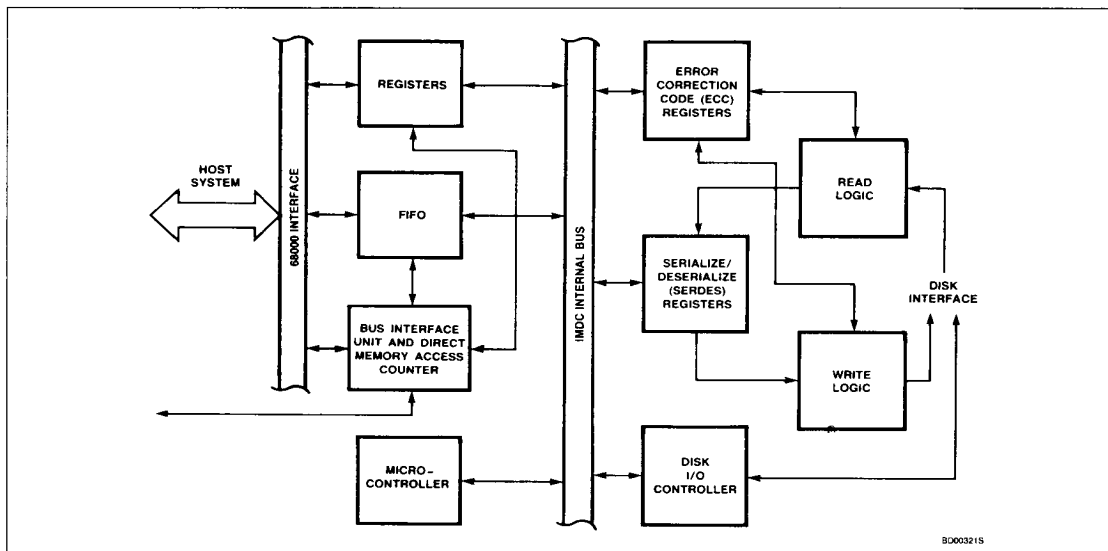 HOST
SYSTEM
68000 INTERFACE
REGISTERS
FIFO
BUS INTERFACE
UNIT AND DIRECT
MEMORY ACCESS
COUNTER
MICRO-
CONTROLLER
IMDC INTERNAL BUS
ERROR
CORRECTION
CODE (ECC)
REGISTERS
READ
LOGIC
SERIALIZE/
DESERIALIZE
(SERDES)
REGISTERS
DISK
INTERFACE
WRITE
LOGIC
DISK
I/O
CONTROLLER
BD00321S